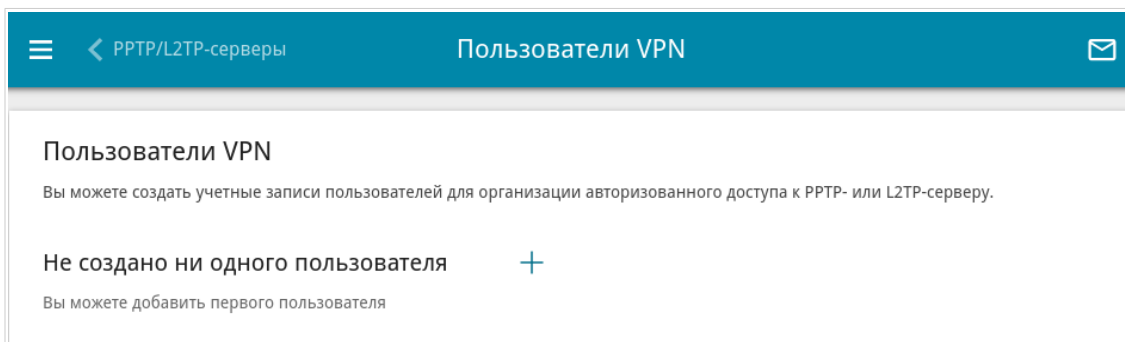 PPTP/L2TP-серверы Пользователи VPN
Пользователи VPN
Вы можете создать учетные записи пользователей для организации авторизованного доступа к PPTP- или L2TP-серверу.
Не создано ни одного пользователя
Вы можете добавить первого пользователя